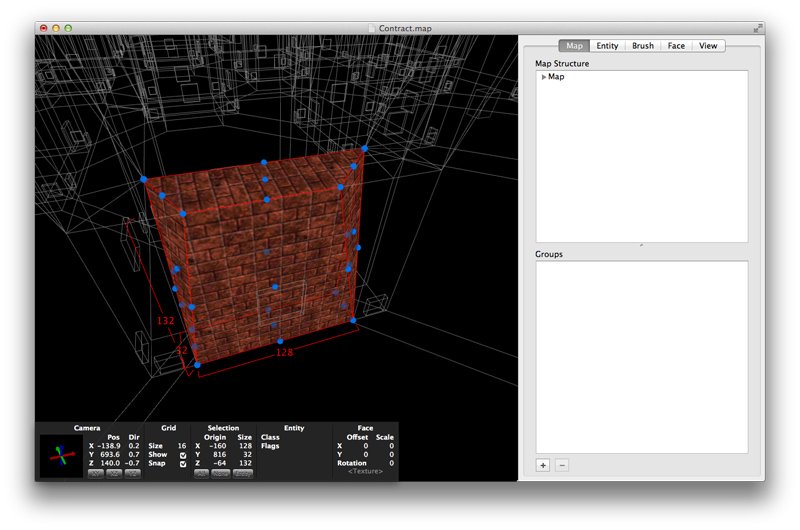 Contract.map
Map Entity Brush Face View
Map Structure
Map
Groups
132
32
128
Camera Grid Selection Entity Face
Pos Dir Origin Size Class Offset Scale
X -138.9 0.2 Size 16 X -160 128 Flags X 0 0
Y 693.6 0.7 Show Y 816 32 Y 0 0
Z 140.0 -0.7 Snap Z -64 132 Rotation 0
<Texture>